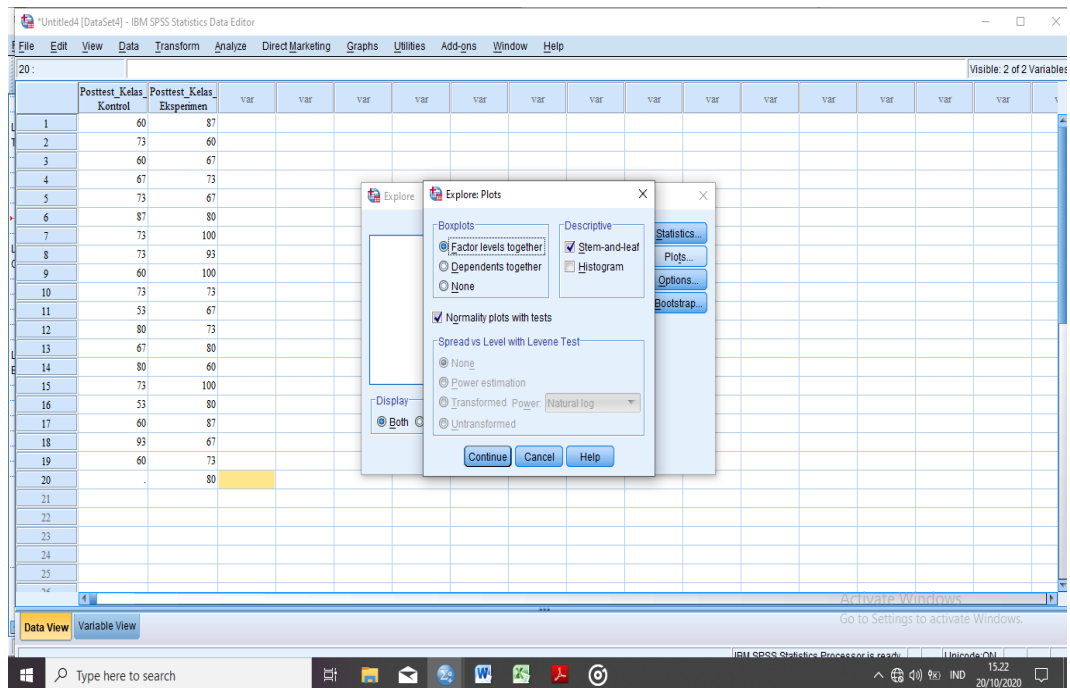 *Untitled4 [DataSet4] - IBM SPSS Statistics Data Editor
File Edit View Data Transform Analyze Direct Marketing Graphs Utilities Add-ons Window Help
20 :
Visible: 2 of 2 Variables
Posttest_Kelas_Kontrol Posttest_Kelas_Eksperimen var var var var var var var var var var var var var
1 60 87
2 73 60
3 60 67
4 67 73
5 73 67
6 87 80
7 73 100
8 73 93
9 60 100
10 73 73
11 53 67
12 80 73
13 67 80
14 80 60
15 73 100
16 53 80
17 60 87
18 93 67
19 60 73
20 . 80
21
22
23
24
25
26
Explore
Statistics...
Plots...
Options...
Bootstrap...
Display
Both
Explore: Plots
Boxplots
Factor levels together
Dependents together
None
Descriptive
Stem-and-leaf
Histogram
Normality plots with tests
Spread vs Level with Levene Test
None
Power estimation
Transformed Power: Natural log
Untransformed
Continue Cancel Help
Activate Windows
Go to Settings to activate Windows.
Data View Variable View
IBM SPSS Statistics Processor is ready Unicode:ON
Type here to search
IND
15.22
20/10/2020